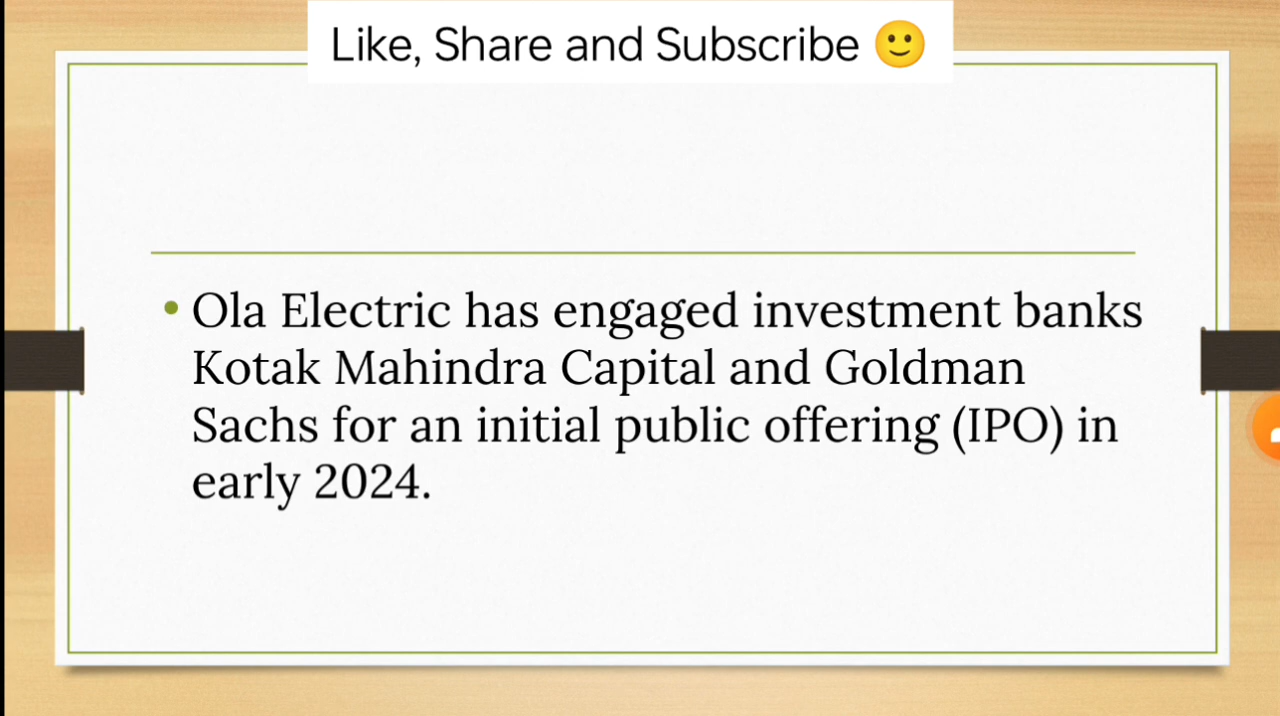 Like, Share and Subscribe 🙂
• Ola Electric has engaged investment banks
Kotak Mahindra Capital and Goldman
Sachs for an initial public offering (IPO) in
early 2024.